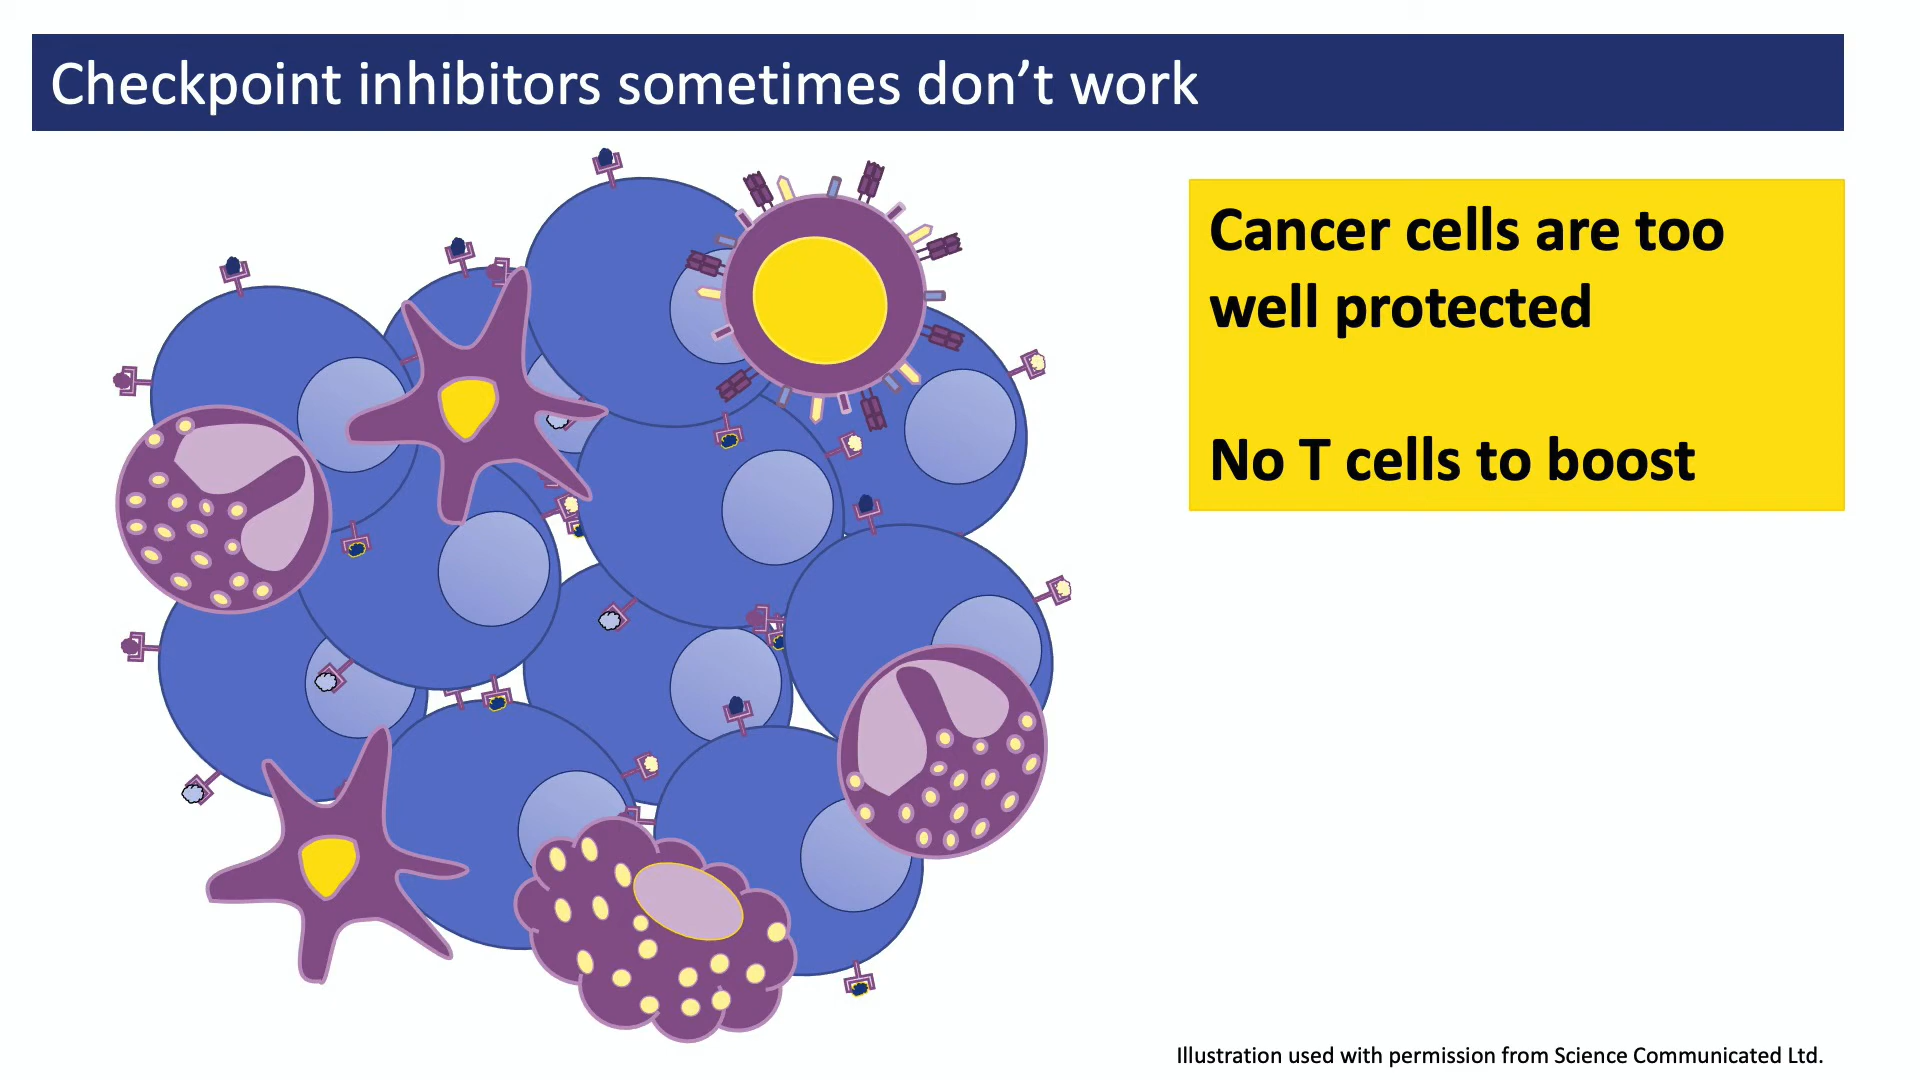 Checkpoint inhibitors sometimes don’t work
Cancer cells are too
well protected
No T cells to boost
Illustration used with permission from Science Communicated Ltd.